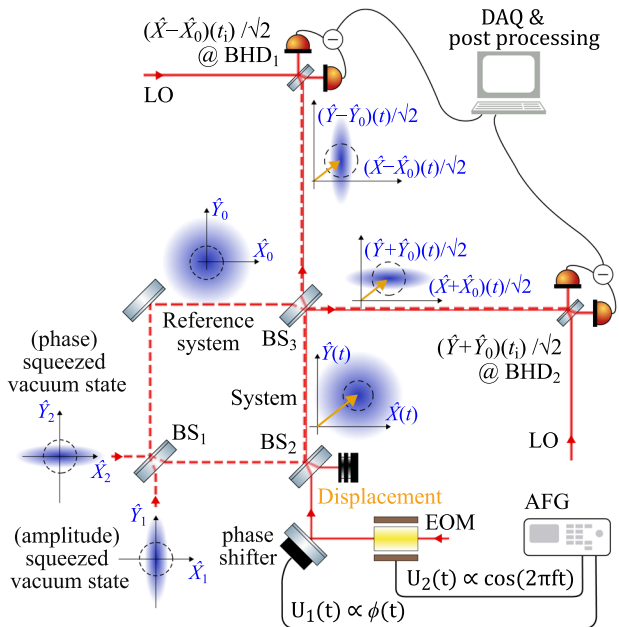 (X̂−X̂₀)(tᵢ)/√2
@ BHD₁
LO
DAQ &
post processing
(Ŷ−Ŷ₀)(t)/√2
(X̂−X̂₀)(t)/√2
Ŷ₀
X̂₀
(Ŷ+Ŷ₀)(t)/√2
(X̂+X̂₀)(t)/√2
Reference
system
BS₃
(phase)
squeezed
vacuum state
(Ŷ+Ŷ₀)(tᵢ)/√2
@ BHD₂
Ŷ(t)
System
X̂(t)
Ŷ₂
X̂₂
BS₁
BS₂
LO
Displacement
Ŷ₁
X̂₁
(amplitude)
squeezed
vacuum state
phase
shifter
EOM
AFG
U₂(t) ∝ cos(2πft)
U₁(t) ∝ ϕ(t)